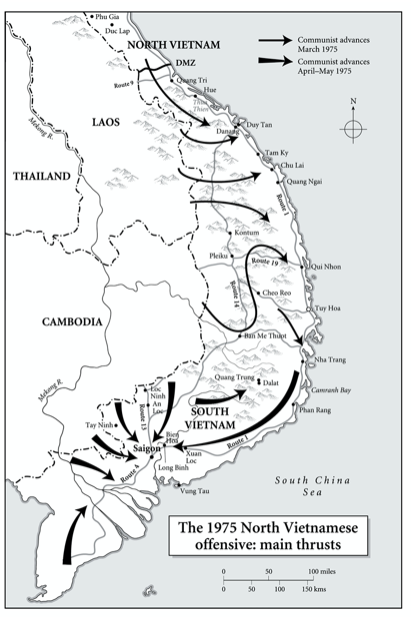 Phu Gia
Duc Lap
NORTH VIETNAM
Communist advances
March 1975
Communist advances
April–May 1975
DMZ
Route 9
Quang Tri
Hue
Thua
Thien
N
LAOS
Duy Tan
Danang
Mekong R.
Tam Ky
Chu Lai
THAILAND
Quang Ngai
Route 1
Kontum
Pleiku
Route 19
Qui Nhon
Route 14
Cheo Reo
Tuy Hoa
CAMBODIA
Ban Me Thuot
Nha Trang
Mekong R.
Quang Trung
Dalat
Camranh Bay
Loc
Ninh
An
Loc
Route 13
SOUTH
VIETNAM
Phan Rang
Tay Ninh
Bien
Hoa
Route 1
Saigon
Xuan
Loc
Route 4
Long Binh
Vung Tau
South China
Sea
The 1975 North Vietnamese
offensive: main thrusts
0 50 100 miles
0 50 100 150 kms